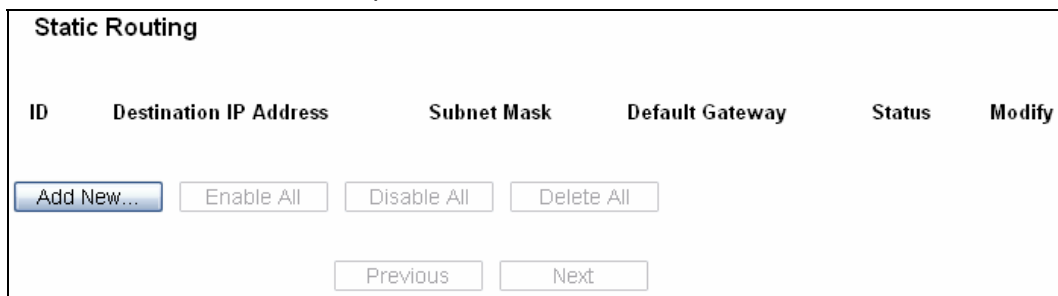 Static Routing
ID Destination IP Address Subnet Mask Default Gateway Status Modify
Add New... Enable All Disable All Delete All
Previous Next